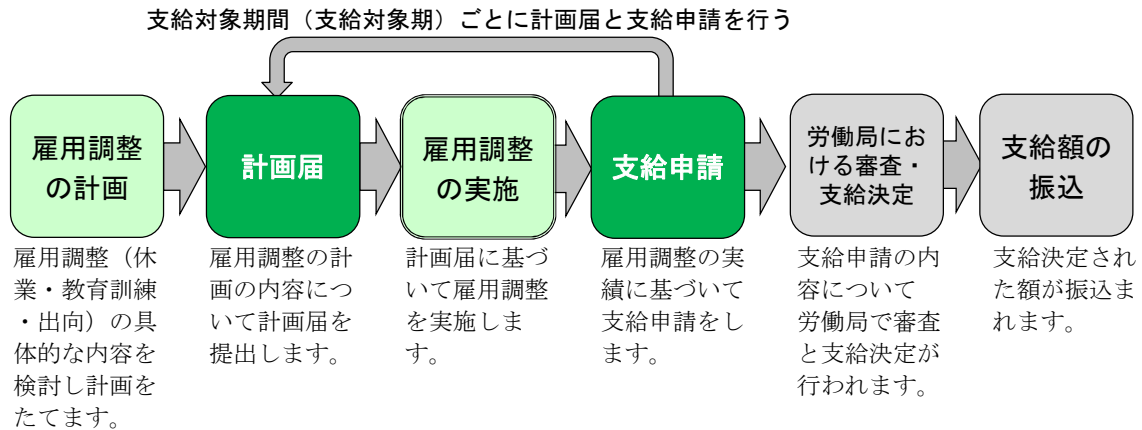 支給対象期間（支給対象期）ごとに計画届と支給申請を行う
雇用調整
の計画
計画届
雇用調整
の実施
支給申請
労働局にお
ける審査・
支給決定
支給額の
振込
雇用調整（休
業・教育訓練
・出向）の具
体的な内容を
検討し計画を
たてます。
雇用調整の計
画の内容につ
いて計画届を
提出します。
計画届に基づ
いて雇用調整
を実施しま
す。
雇用調整の実
績に基づいて
支給申請をし
ます。
支給申請の内
容について
労働局で審査
と支給決定が
行われます。
支給決定され
た額が振込ま
れます。